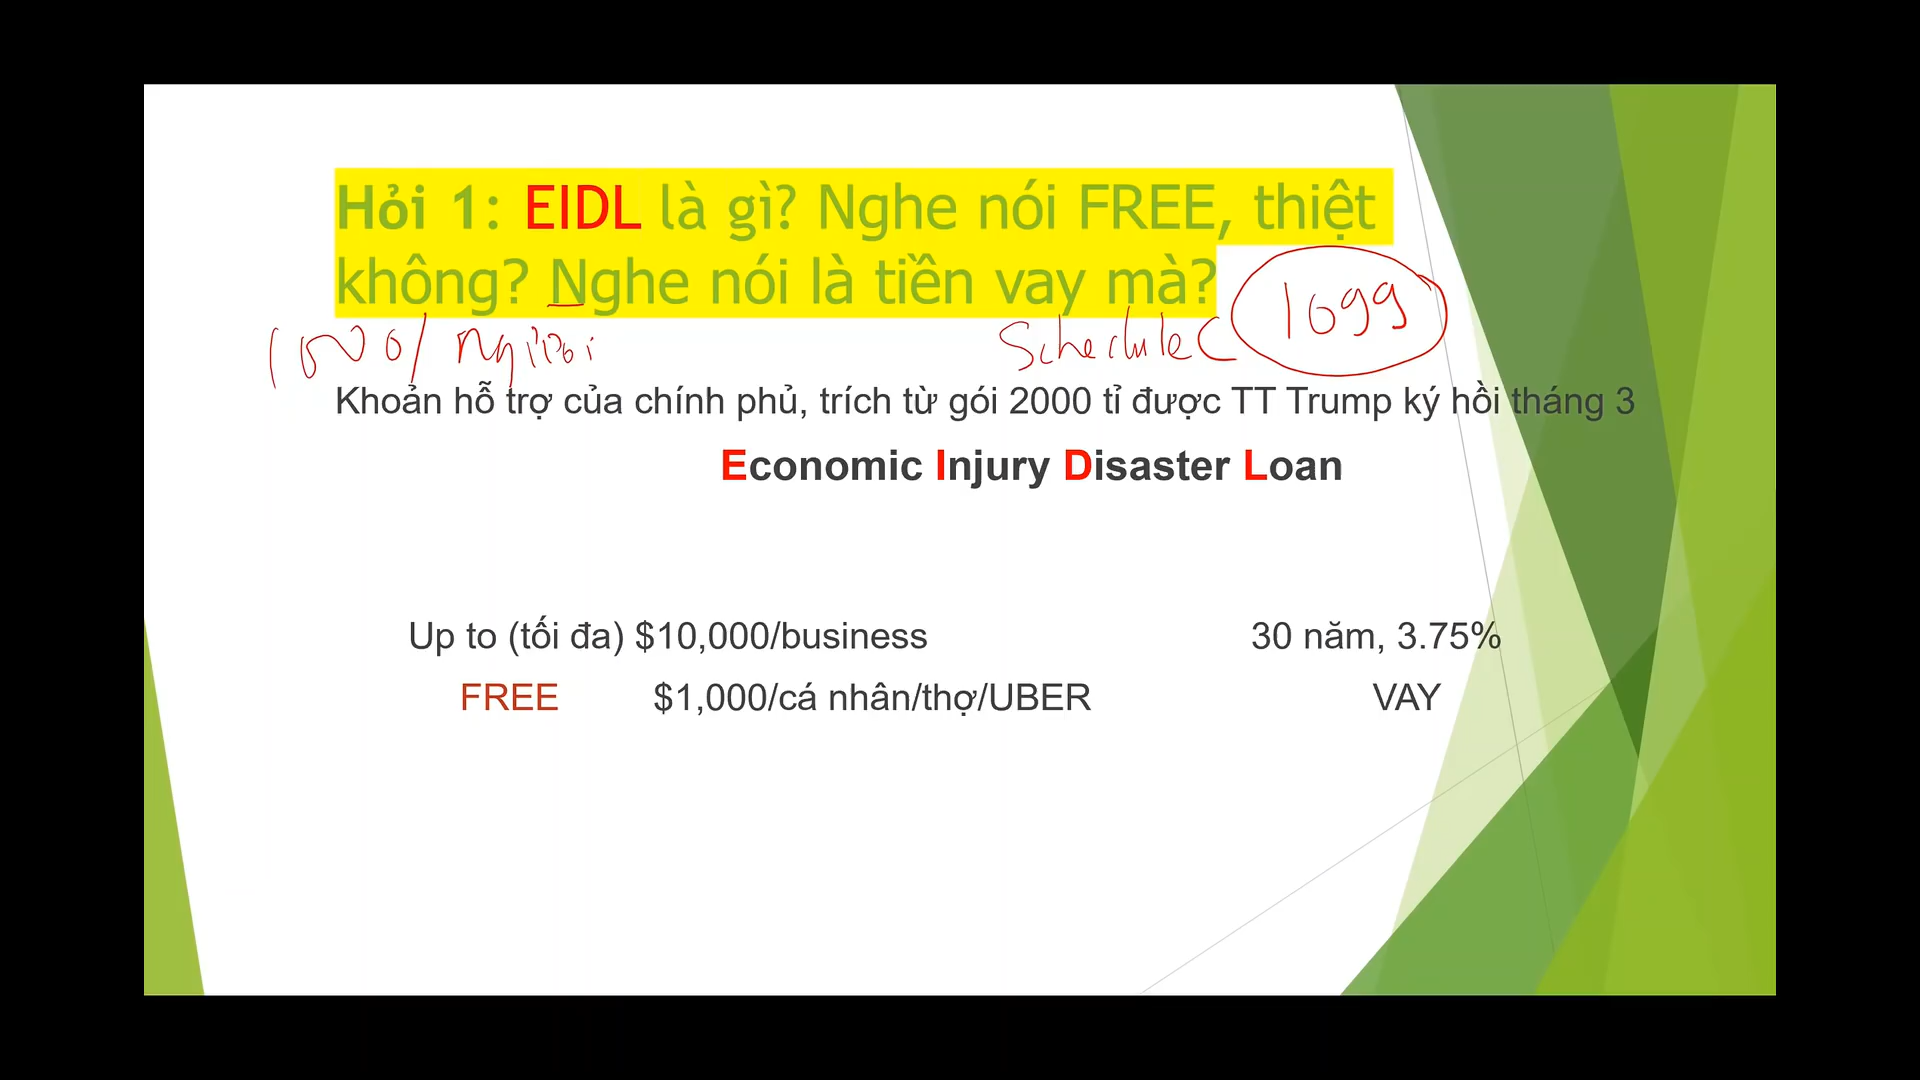 Hỏi 1: EIDL là gì? Nghe nói FREE, thiệt
không? Nghe nói là tiền vay mà?
1099
1000/người
Schedule C
Khoản hỗ trợ của chính phủ, trích từ gói 2000 tỉ được TT Trump ký hồi tháng 3
Economic Injury Disaster Loan
Up to (tối đa) $10,000/business 30 năm, 3.75%
FREE $1,000/cá nhân/thợ/UBER VAY